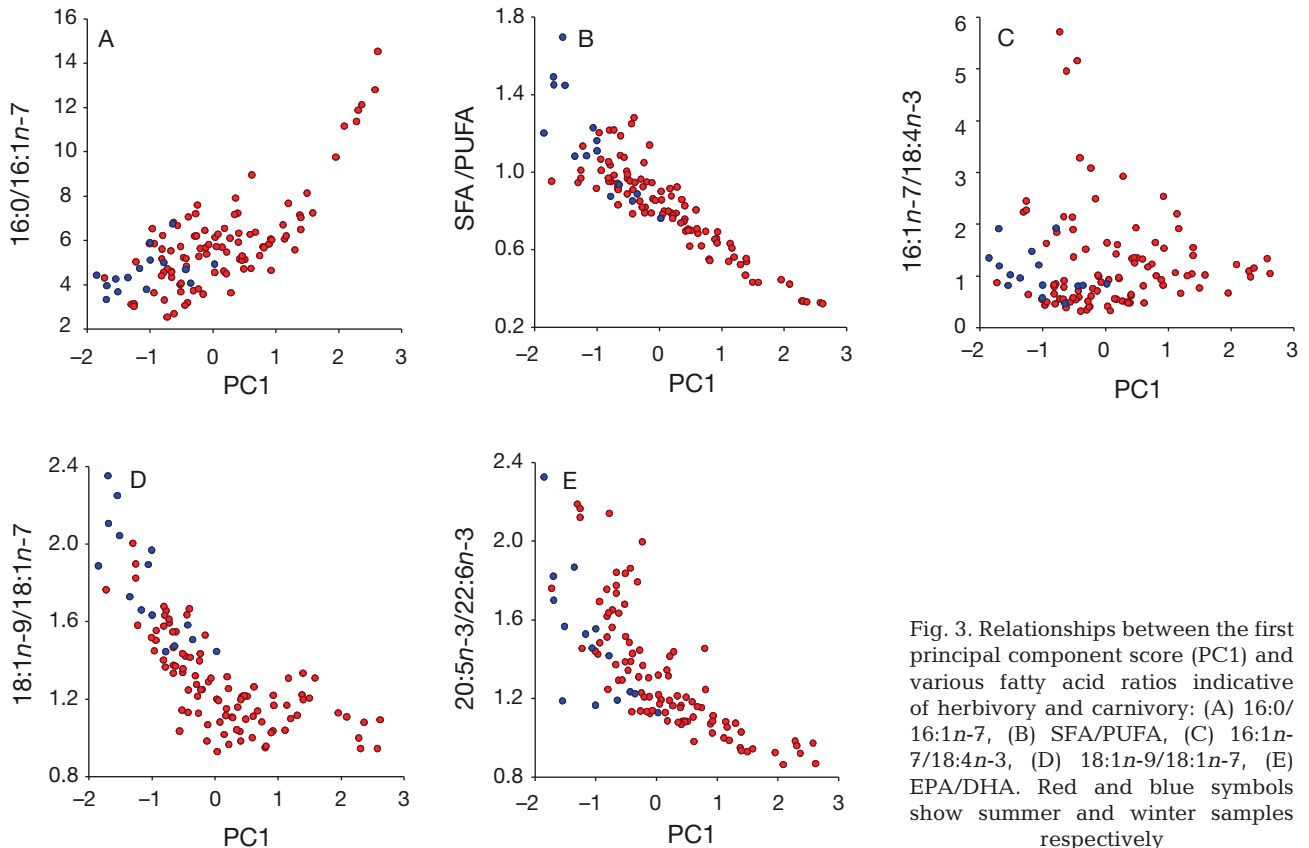 A
16
14
12
10
8
6
4
2
16:0/16:1n-7
–2 –1 0 1 2 3
PC1
B
1.8
1.4
1.0
0.6
0.2
SFA /PUFA
–2 –1 0 1 2 3
PC1
C
6
5
4
3
2
1
0
16:1n-7/18:4n-3
–2 –1 0 1 2 3
PC1
D
2.4
2.0
1.6
1.2
0.8
18:1n-9/18:1n-7
–2 –1 0 1 2 3
PC1
E
2.4
2.0
1.6
1.2
0.8
20:5n-3/22:6n-3
–2 –1 0 1 2 3
PC1
Fig. 3. Relationships between the first
principal component score (PC1) and
various fatty acid ratios indicative
of herbivory and carnivory: (A) 16:0/
16:1n-7, (B) SFA/PUFA, (C) 16:1n-
7/18:4n-3, (D) 18:1n-9/18:1n-7, (E)
EPA/DHA. Red and blue symbols
show summer and winter samples
respectively